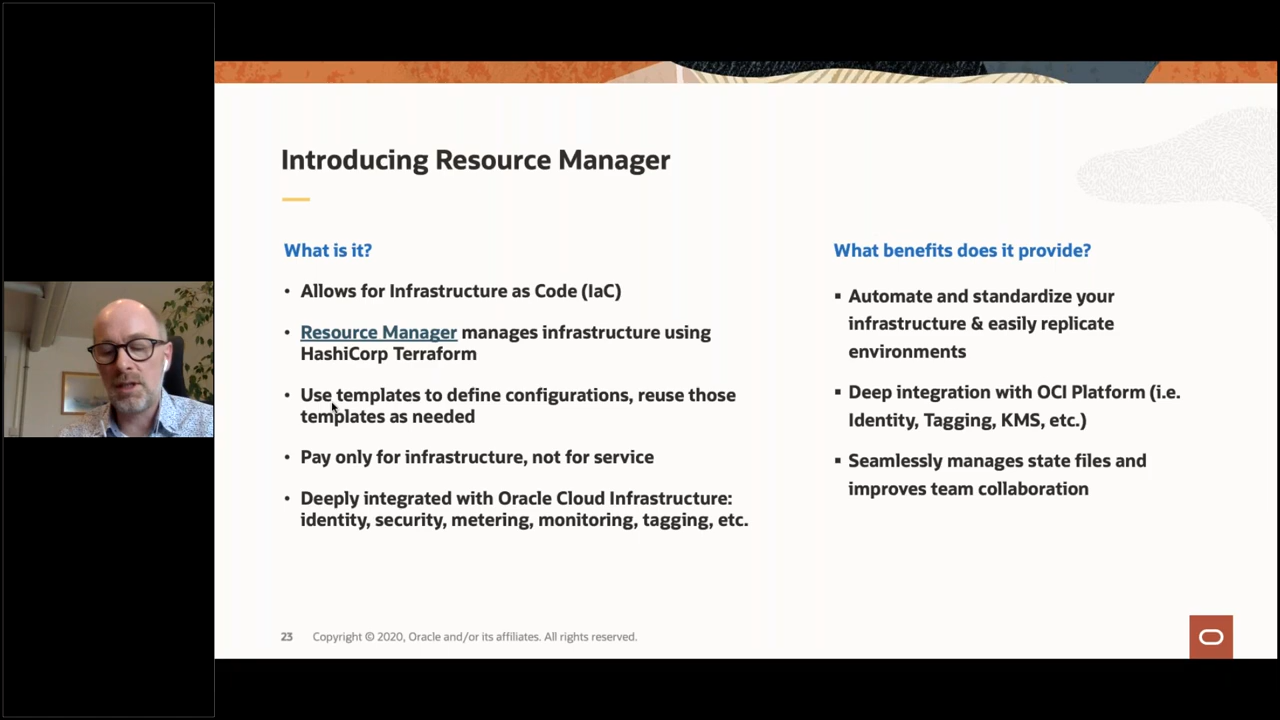 Introducing Resource Manager
What is it?
• Allows for Infrastructure as Code (IaC)
• Resource Manager manages infrastructure using
HashiCorp Terraform
• Use templates to define configurations, reuse those
templates as needed
• Pay only for infrastructure, not for service
• Deeply integrated with Oracle Cloud Infrastructure:
identity, security, metering, monitoring, tagging, etc.
What benefits does it provide?
▪ Automate and standardize your
infrastructure & easily replicate
environments
▪ Deep integration with OCI Platform (i.e.
Identity, Tagging, KMS, etc.)
▪ Seamlessly manages state files and
improves team collaboration
23 Copyright © 2020, Oracle and/or its affiliates. All rights reserved.